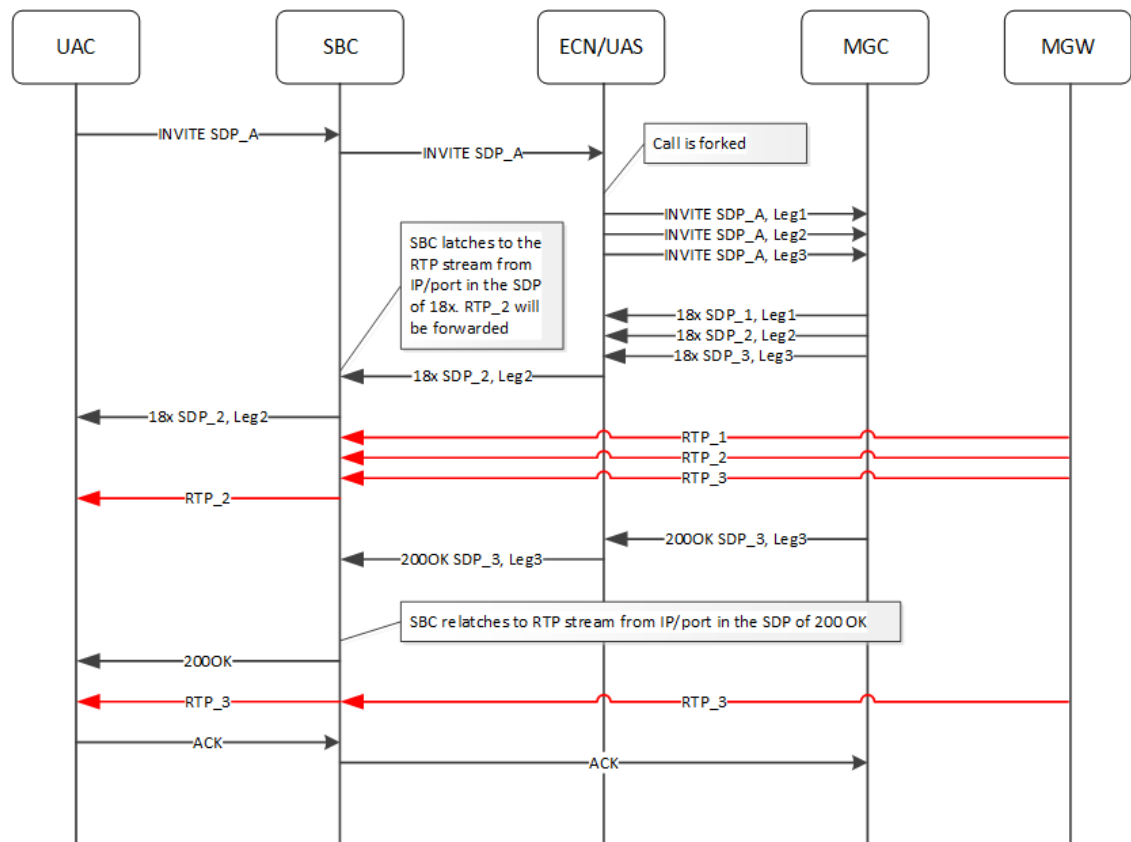 UAC
SBC
ECN/UAS
MGC
MGW
INVITE SDP_A
INVITE SDP_A
Call is forked
INVITE SDP_A, Leg1
INVITE SDP_A, Leg2
INVITE SDP_A, Leg3
SBC latches to the
RTP stream from
IP/port in the SDP
of 18x. RTP_2 will
be forwarded
18x SDP_1, Leg1
18x SDP_2, Leg2
18x SDP_3, Leg3
18x SDP_2, Leg2
18x SDP_2, Leg2
RTP_1
RTP_2
RTP_3
RTP_2
200OK SDP_3, Leg3
200OK SDP_3, Leg3
SBC relatches to RTP stream from IP/port in the SDP of 200 OK
200OK
RTP_3
RTP_3
ACK
ACK